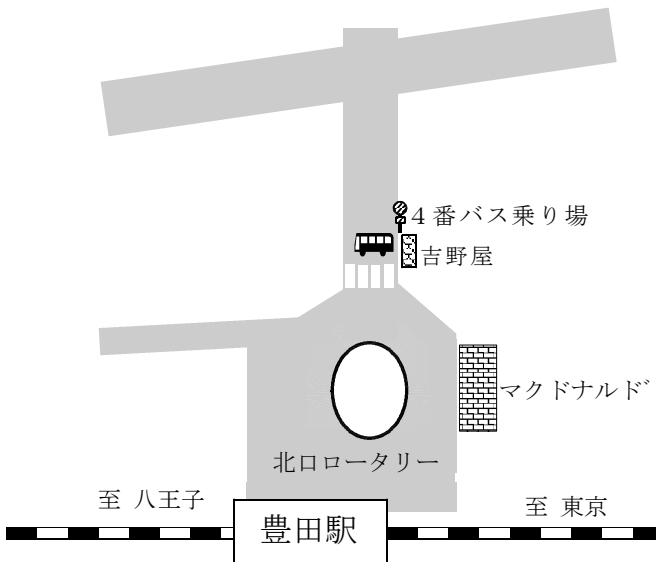 ４番バス乗り場
吉野屋
マクドナルド
北口ロータリー
至 八王子
至 東京
豊田駅